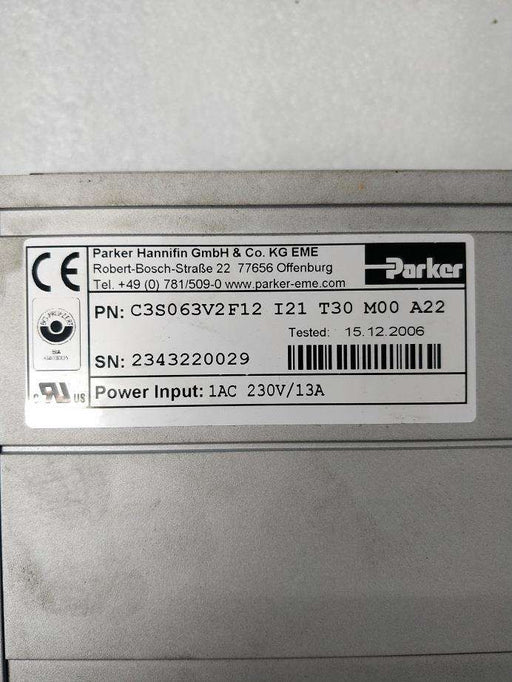 CE
Parker Hannifin GmbH & Co. KG EME
Robert-Bosch-Straße 22 77656 Offenburg
Tel. +49 (0) 781/509-0 www.parker-eme.com
Parker
PN: C3S063V2F12 I21 T30 M00 A22
Tested: 15.12.2006
SN: 2343220029
c RU US
Power Input: 1AC 230V/13A